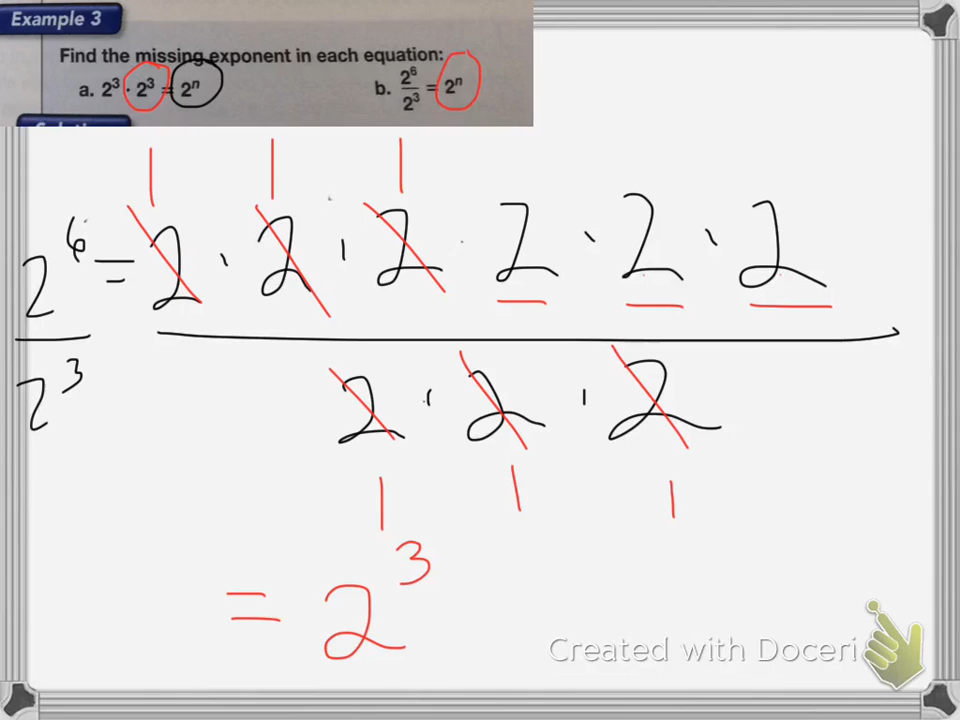 Example 3
Find the missing exponent in each equation:
a. 2³ · 2³ = 2ⁿ
b. 2⁶/2³ = 2ⁿ
1 1 1
2⁶/2³ = 2 · 2 · 2 · 2 · 2 · 2
2 · 2 · 2
1 1 1
= 2³
Created with Doceri